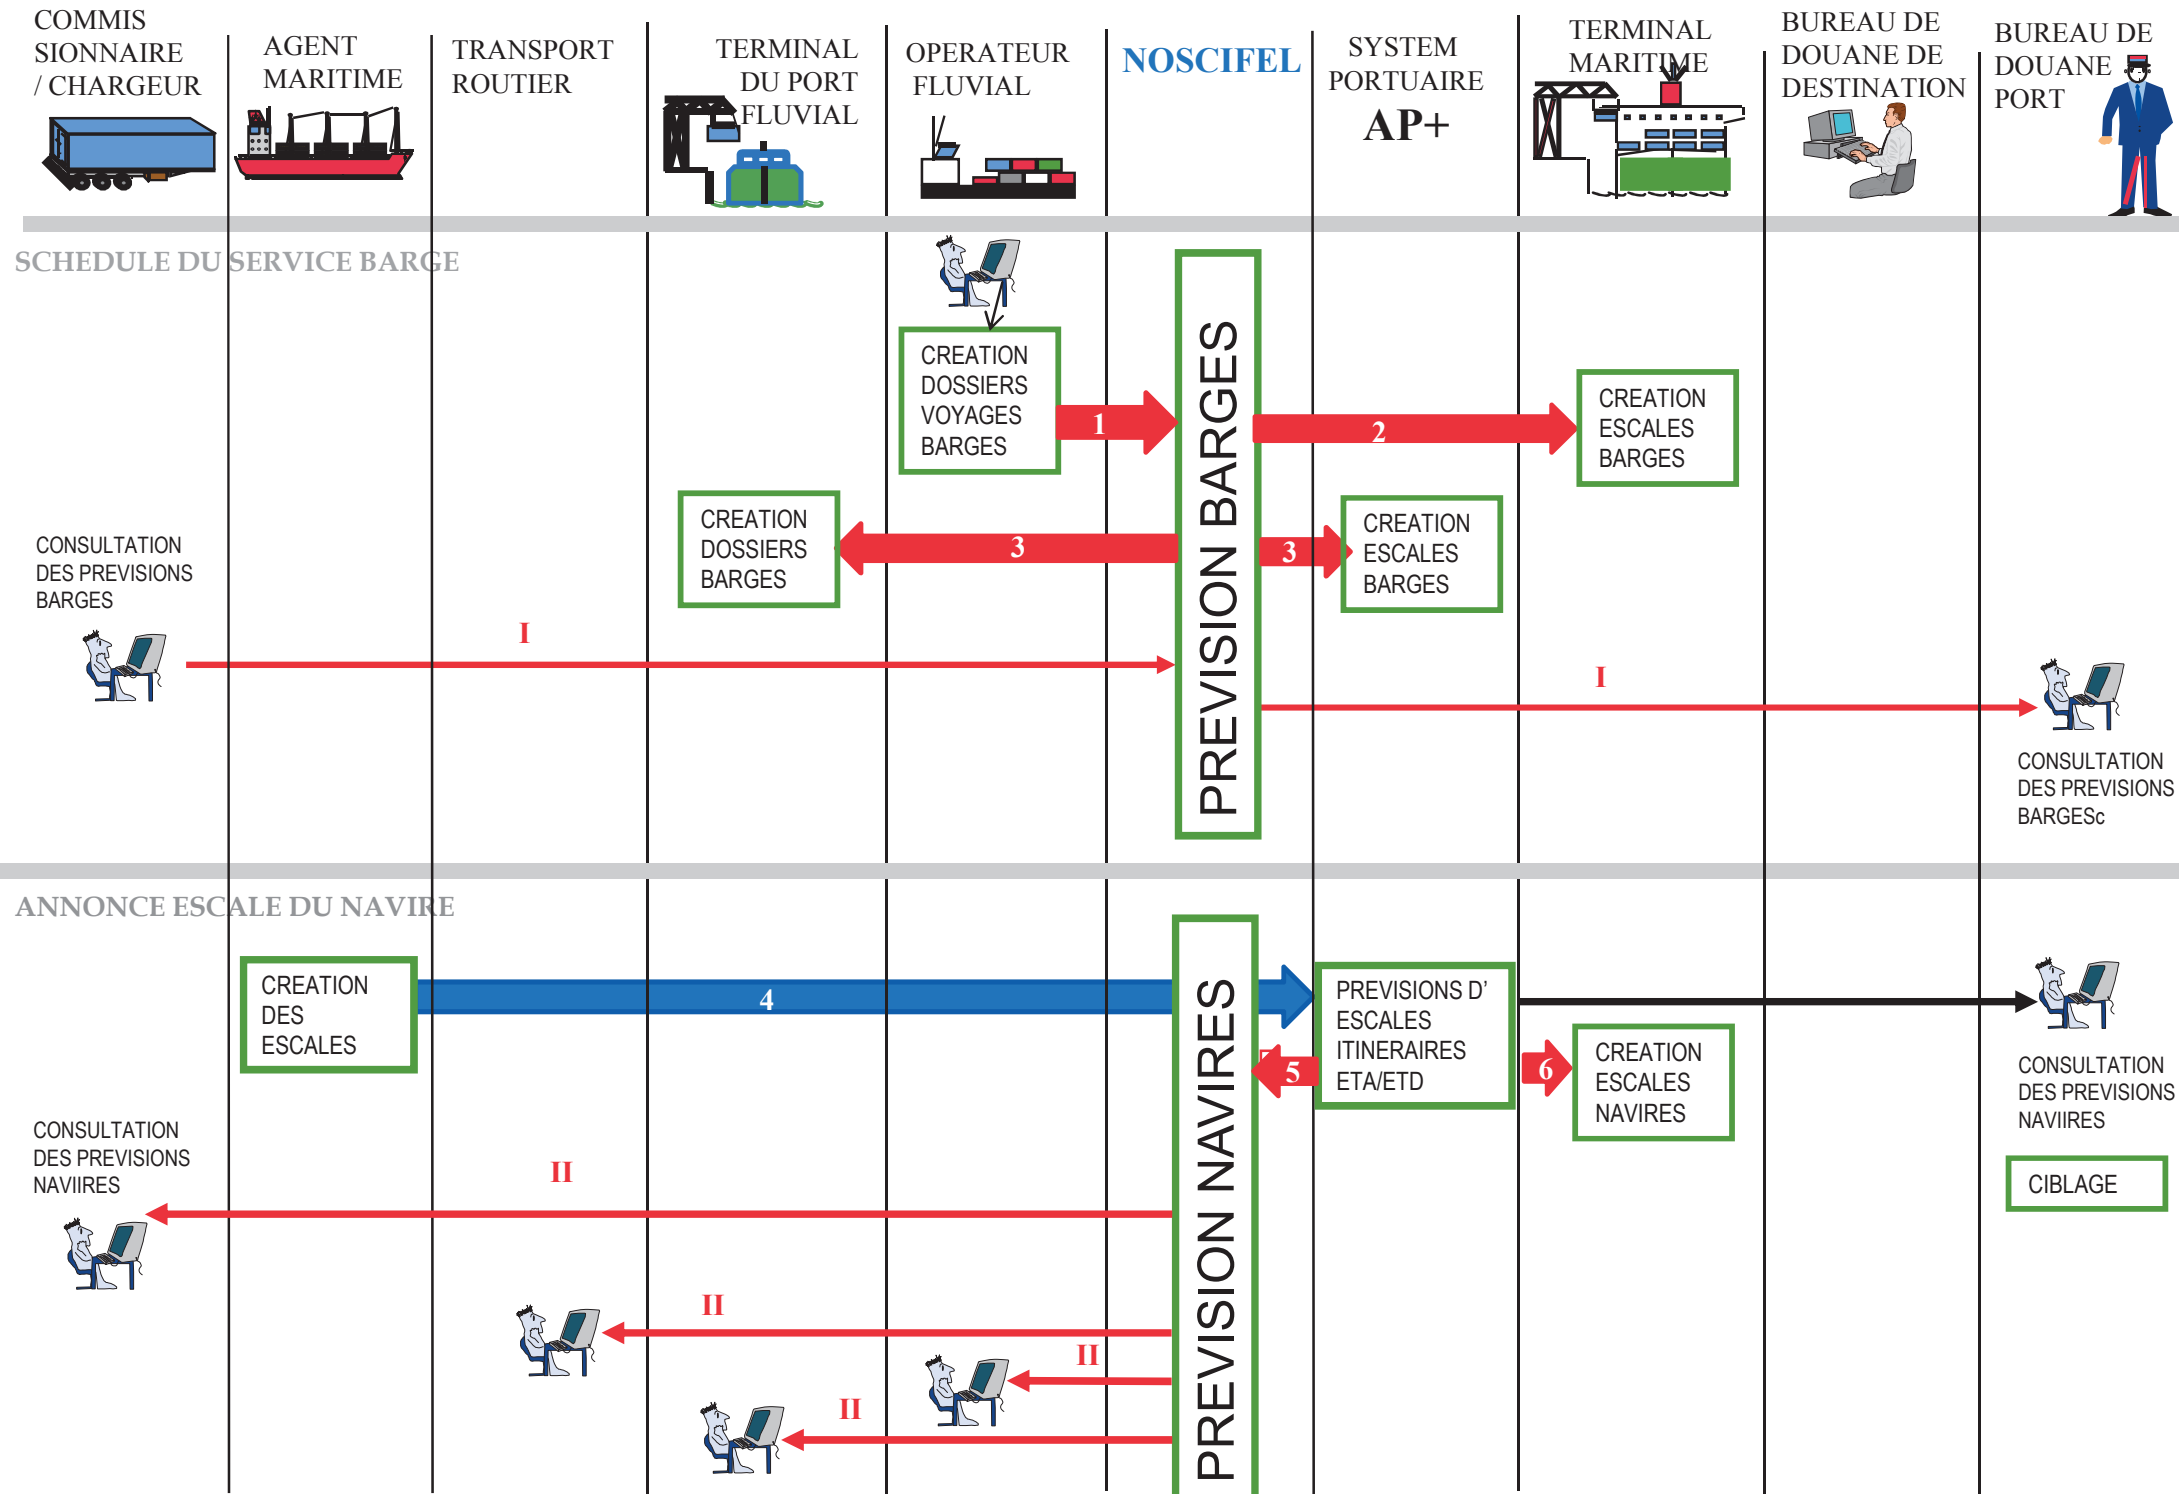 COMMIS
SIONNAIRE
/ CHARGEUR
AGENT
MARITIME
TRANSPORT
ROUTIER
TERMINAL
DU PORT
FLUVIAL
OPERATEUR
FLUVIAL
NOSCIFEL
SYSTEM
PORTUAIRE
AP+
TERMINAL
MARITIME
BUREAU DE
DOUANE DE
DESTINATION
BUREAU DE
DOUANE
PORT
SCHEDULE DU SERVICE BARGE
CREATION
DOSSIERS
VOYAGES
BARGES
1
PREVISION BARGES
2
CREATION
ESCALES
BARGES
CREATION
DOSSIERS
BARGES
3
3
CREATION
ESCALES
BARGES
CONSULTATION
DES PREVISIONS
BARGES
I
I
CONSULTATION
DES PREVISIONS
BARGESc
ANNONCE ESCALE DU NAVIRE
CREATION
DES
ESCALES
4
PREVISION NAVIRES
PREVISIONS D'
ESCALES
ITINERAIRES
ETA/ETD
5
6
CREATION
ESCALES
NAVIRES
CONSULTATION
DES PREVISIONS
NAVIIRES
CIBLAGE
CONSULTATION
DES PREVISIONS
NAVIIRES
II
II
II
II